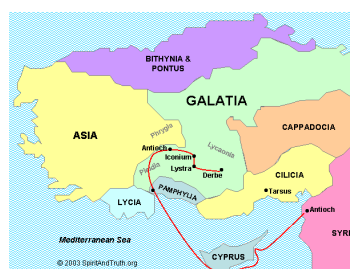 BITHYNIA &
PONTUS
GALATIA
ASIA
Phrygia
CAPPADOCIA
Antioch
Iconium
Lycaonia
Lystra
Derbe
Pisidia
CILICIA
PAMPHYLIA
Tarsus
LYCIA
Antioch
SYRI
Mediterranean Sea
CYPRUS
© 2003 SpiritAndTruth.org